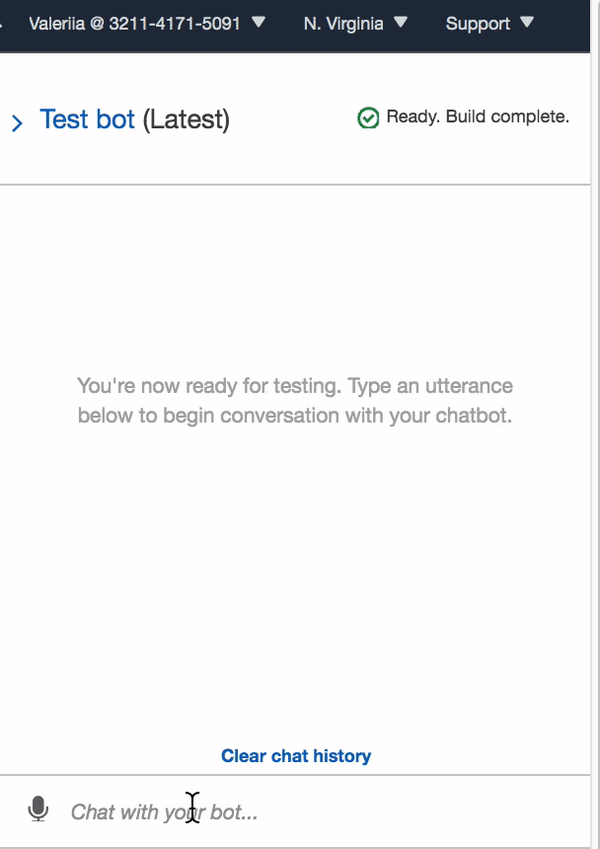 Valeriia @ 3211-4171-5091 N. Virginia Support
Test bot (Latest) Ready. Build complete.
You're now ready for testing. Type an utterance
below to begin conversation with your chatbot.
Clear chat history
Chat with your bot...